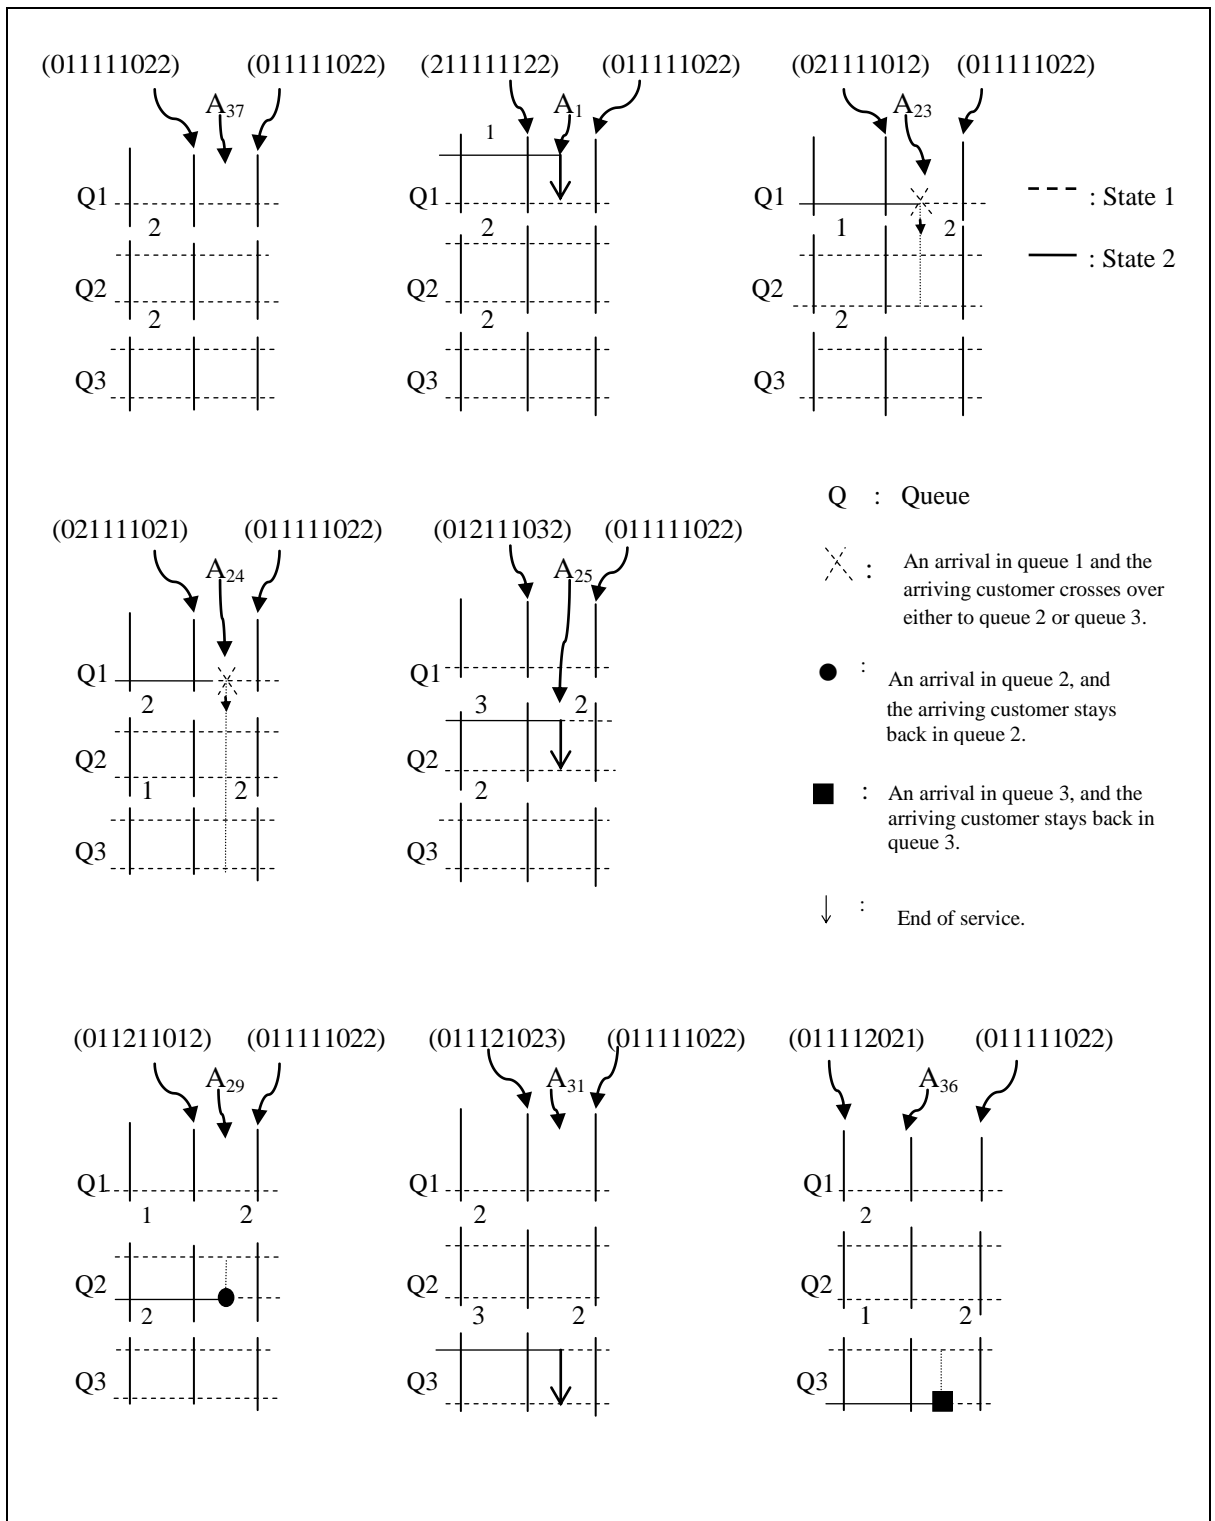 (011111022) (011111022) (211111122) (011111022) (021111012) (011111022)
A37 A1 A23
1
Q1 Q1 Q1 : State 1
2 2 1 2
: State 2
Q2 Q2 Q2
2 2 2
Q3 Q3 Q3
Q : Queue
(021111021) (011111022) (012111032) (011111022)
A24 A25
: An arrival in queue 1 and the
arriving customer crosses over
either to queue 2 or queue 3.
Q1 Q1
2 3 2
: An arrival in queue 2, and
the arriving customer stays
back in queue 2.
Q2 Q2
1 2 2
: An arrival in queue 3, and the
arriving customer stays back in
queue 3.
Q3 Q3
: End of service.
(011211012) (011111022) (011121023) (011111022) (011112021) (011111022)
A29 A31 A36
Q1 Q1 Q1
1 2 2 2
Q2 Q2 Q2
2 3 2 1 2
Q3 Q3 Q3